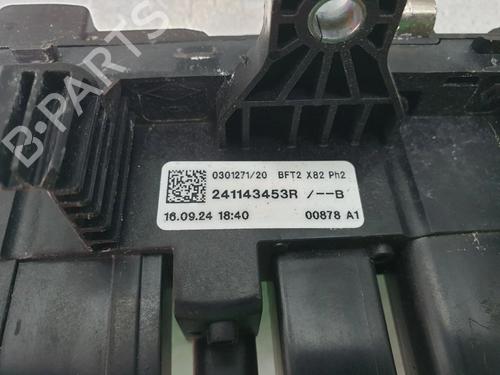 B-PARTS
0301271/20 BFT2 X82 Ph2
241143453R /--B
16.09.24 18:40 00878 A1